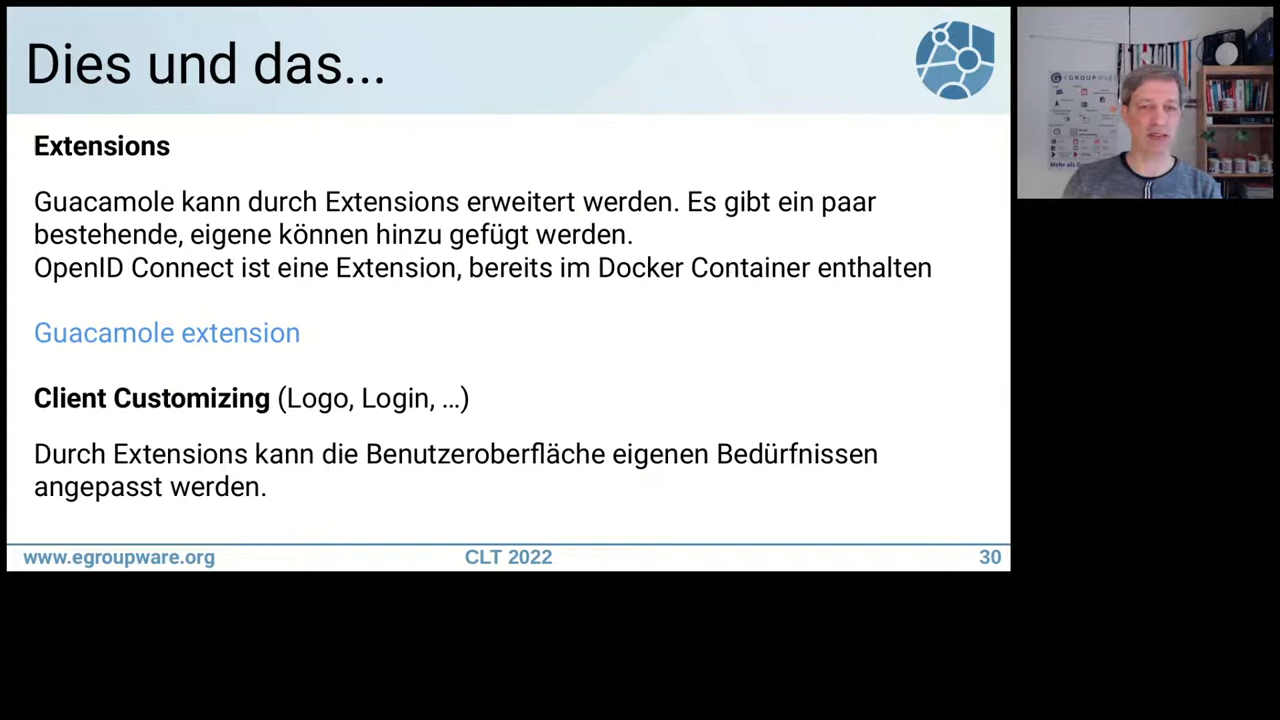 Dies und das...
Extensions
Guacamole kann durch Extensions erweitert werden. Es gibt ein paar
bestehende, eigene können hinzu gefügt werden.
OpenID Connect ist eine Extension, bereits im Docker Container enthalten
Guacamole extension
Client Customizing (Logo, Login, ...)
Durch Extensions kann die Benutzeroberfläche eigenen Bedürfnissen
angepasst werden.
www.egroupware.org
CLT 2022
30